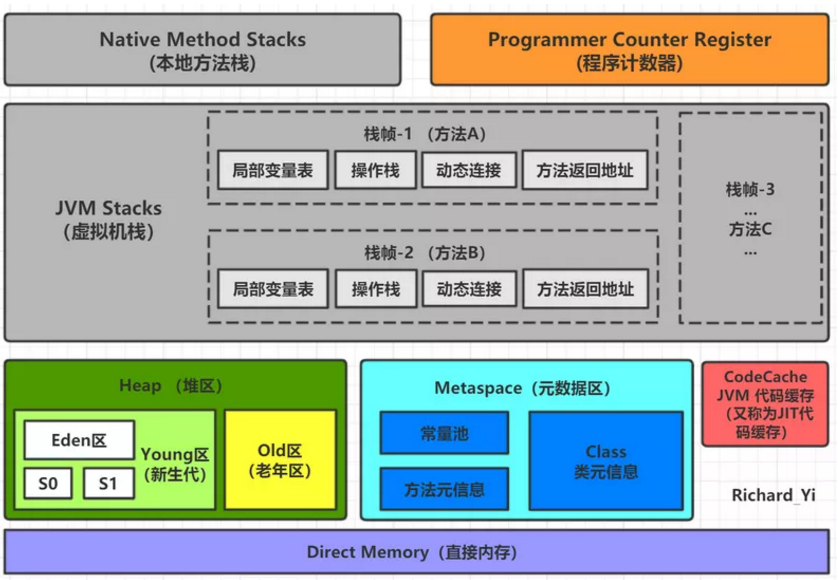 Native Method Stacks
(本地方法栈)
Programmer Counter Register
(程序计数器)
JVM Stacks
(虚拟机栈)
栈帧-1 (方法A)
局部变量表
操作栈
动态连接
方法返回地址
栈帧-2 (方法B)
局部变量表
操作栈
动态连接
方法返回地址
栈帧-3
...
方法C
...
Heap (堆区)
Eden区
S0
S1
Young区
(新生代)
Old区
(老年区)
Metaspace (元数据区)
常量池
方法元信息
Class
类元信息
CodeCache
JVM 代码缓存
(又称为JIT代
码缓存)
Richard_Yi
Direct Memory (直接内存)